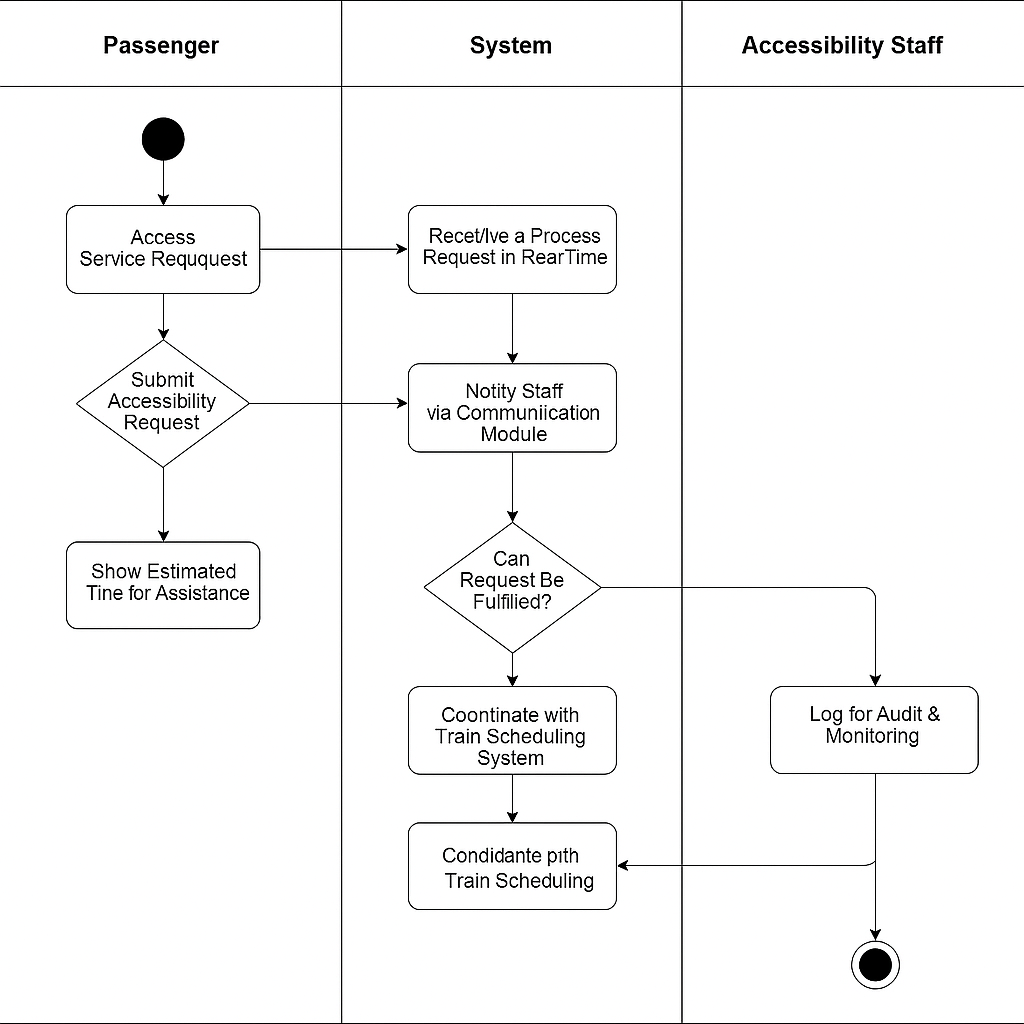 Passenger
System
Accessibility Staff
Access
Service Reququest
Recet/lve a Process
Request in RearTime
Submit
Accessibility
Request
Notity Staff
via Communiication
Module
Show Estimated
Tine for Assistance
Can
Request Be
Fulfilied?
Coontinate with
Train Scheduling
System
Log for Audit &
Monitoring
Condidante pıth
Train Scheduling